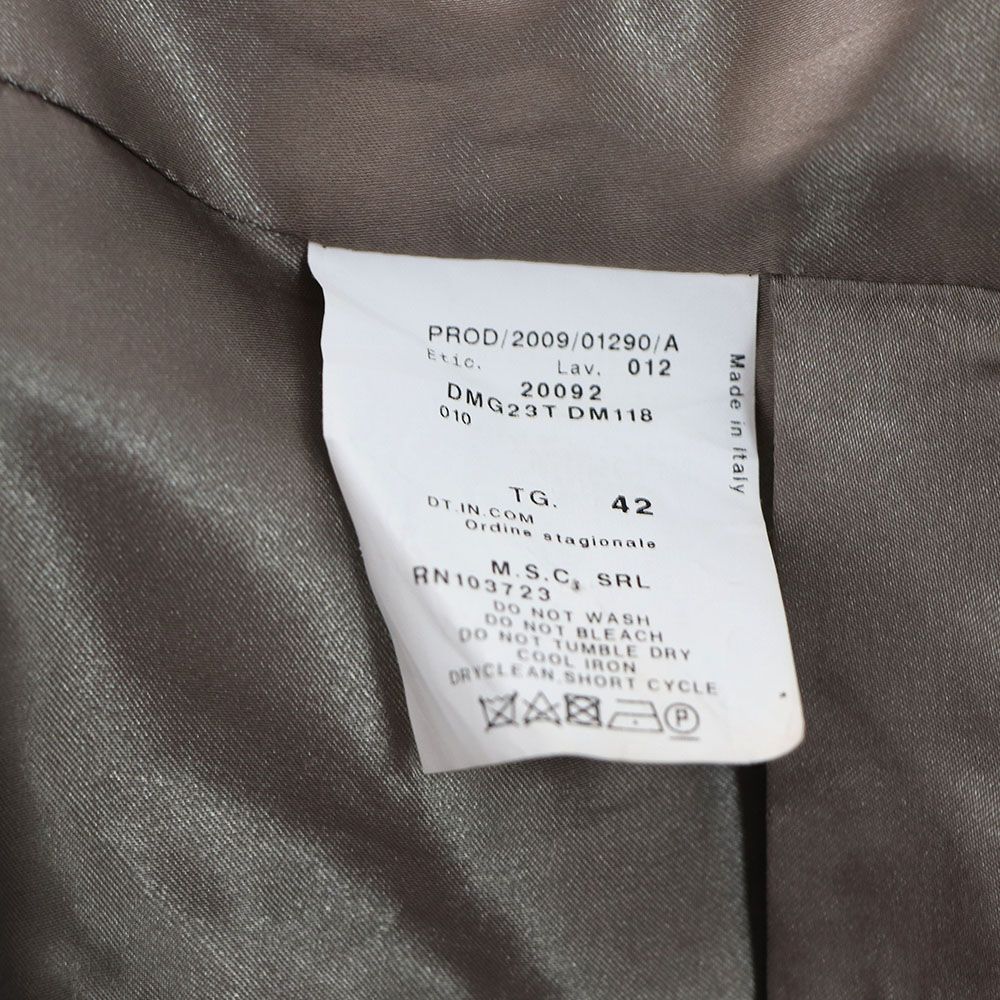 PROD/2009/01290/A
Etic. Lav. 012
20092
DMG23T DM118
010
TG. 42
DT.IN.COM
Ordine stagionale
M.S.C. SRL
RN103723
DO NOT WASH
DO NOT BLEACH
DO NOT TUMBLE DRY
COOL IRON
DRYCLEAN,SHORT CYCLE
P
Made in italy